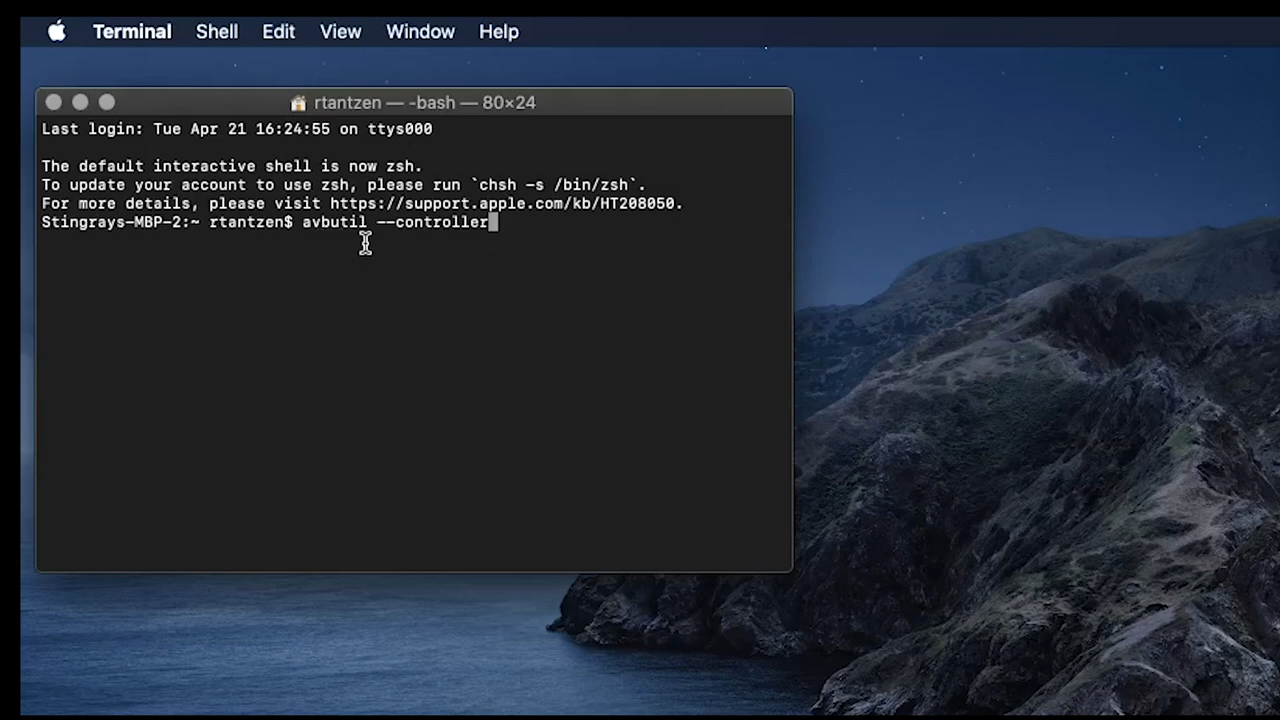 Terminal Shell Edit View Window Help
rtantzen — -bash — 80×24
Last login: Tue Apr 21 16:24:55 on ttys000
The default interactive shell is now zsh.
To update your account to use zsh, please run `chsh -s /bin/zsh`.
For more details, please visit https://support.apple.com/kb/HT208050.
Stingrays-MBP-2:~ rtantzen$ avbutil --controller